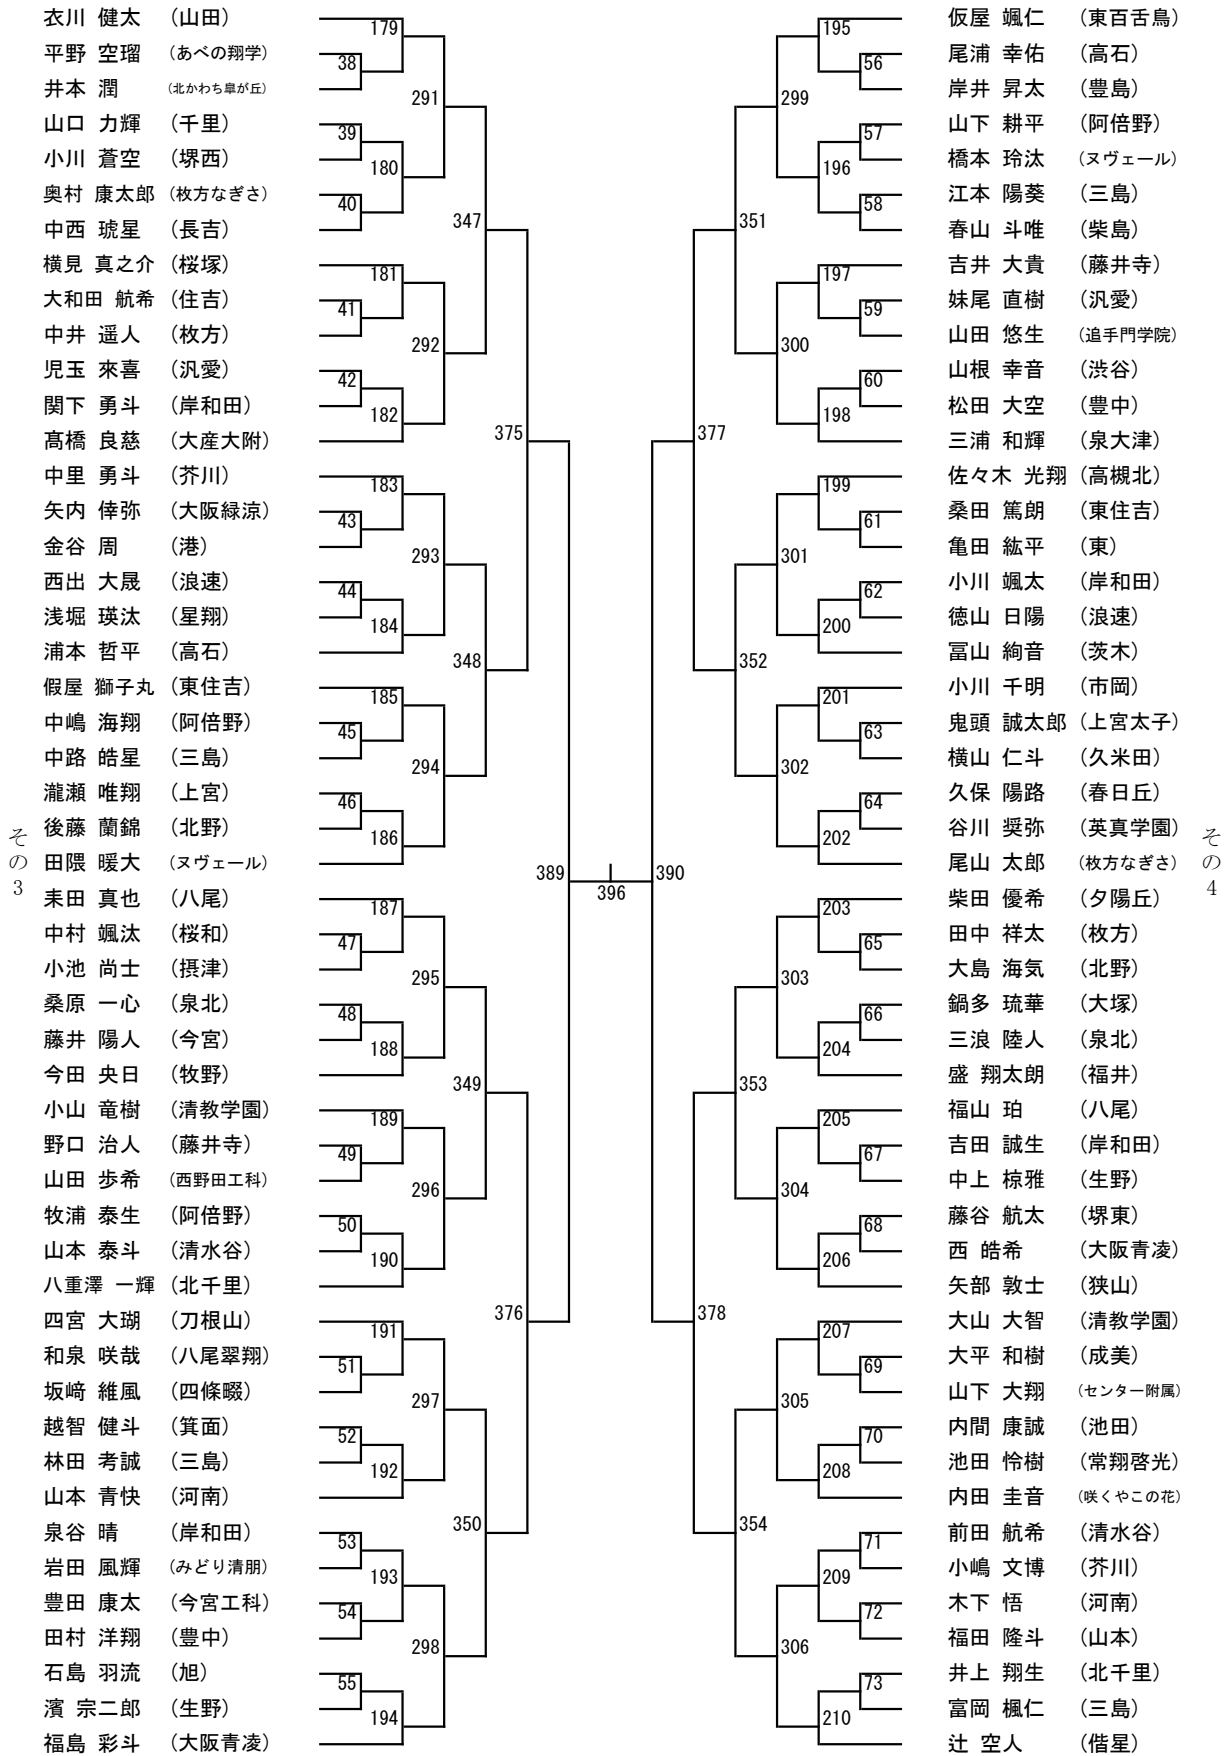 衣川 健太 (山田)
平野 空瑠 (あべの翔学)
井本 潤 (北かわち皐が丘)
山口 力輝 (千里)
小川 蒼空 (堺西)
奥村 康太郎 (枚方なぎさ)
中西 琥星 (長吉)
横見 真之介 (桜塚)
大和田 航希 (住吉)
中井 遥人 (枚方)
児玉 來喜 (汎愛)
関下 勇斗 (岸和田)
髙橋 良慈 (大産大附)
中里 勇斗 (芥川)
矢内 倖弥 (大阪緑涼)
金谷 周 (港)
西出 大晟 (浪速)
浅堀 瑛汰 (星翔)
浦本 哲平 (高石)
假屋 獅子丸 (東住吉)
中嶋 海翔 (阿倍野)
中路 皓星 (三島)
瀧瀬 唯翔 (上宮)
後藤 蘭錦 (北野)
田隈 暖大 (ヌヴェール)
耒田 真也 (八尾)
中村 颯汰 (桜和)
小池 尚士 (摂津)
桑原 一心 (泉北)
藤井 陽人 (今宮)
今田 央日 (牧野)
小山 竜樹 (清教学園)
野口 治人 (藤井寺)
山田 歩希 (西野田工科)
牧浦 泰生 (阿倍野)
山本 泰斗 (清水谷)
八重澤 一輝 (北千里)
四宮 大瑚 (刀根山)
和泉 咲哉 (八尾翠翔)
坂﨑 維風 (四條畷)
越智 健斗 (箕面)
林田 考誠 (三島)
山本 青快 (河南)
泉谷 晴 (岸和田)
岩田 風輝 (みどり清朋)
豊田 康太 (今宮工科)
田村 洋翔 (豊中)
石島 羽流 (旭)
濱 宗二郎 (生野)
福島 彩斗 (大阪青凌)
その3
179
38
291
39
180
40
347
181
41
292
42
182
375
183
43
293
44
184
348
185
45
294
46
186
389
187
47
295
48
188
349
189
49
296
50
190
376
191
51
297
52
192
350
53
193
54
298
55
194
396
195
56
299
57
196
58
351
197
59
300
60
198
377
199
61
301
62
200
352
201
63
302
64
202
390
203
65
303
66
204
353
205
67
304
68
206
378
207
69
305
70
208
354
71
209
72
306
73
210
仮屋 颯仁 (東百舌鳥)
尾浦 幸佑 (高石)
岸井 昇太 (豊島)
山下 耕平 (阿倍野)
橋本 玲汰 (ヌヴェール)
江本 陽葵 (三島)
春山 斗唯 (柴島)
吉井 大貴 (藤井寺)
妹尾 直樹 (汎愛)
山田 悠生 (追手門学院)
山根 幸音 (渋谷)
松田 大空 (豊中)
三浦 和輝 (泉大津)
佐々木 光翔 (高槻北)
桑田 篤朗 (東住吉)
亀田 紘平 (東)
小川 颯太 (岸和田)
徳山 日陽 (浪速)
冨山 絢音 (茨木)
小川 千明 (市岡)
鬼頭 誠太郎 (上宮太子)
横山 仁斗 (久米田)
久保 陽路 (春日丘)
谷川 奨弥 (英真学園)
尾山 太郎 (枚方なぎさ)
柴田 優希 (夕陽丘)
田中 祥太 (枚方)
大島 海気 (北野)
鍋多 琉華 (大塚)
三浪 陸人 (泉北)
盛 翔太朗 (福井)
福山 珀 (八尾)
吉田 誠生 (岸和田)
中上 椋雅 (生野)
藤谷 航太 (堺東)
西 皓希 (大阪青凌)
矢部 敦士 (狭山)
大山 大智 (清教学園)
大平 和樹 (成美)
山下 大翔 (センター附属)
内間 康誠 (池田)
池田 怜樹 (常翔啓光)
内田 圭音 (咲くやこの花)
前田 航希 (清水谷)
小嶋 文博 (芥川)
木下 悟 (河南)
福田 隆斗 (山本)
井上 翔生 (北千里)
富岡 楓仁 (三島)
辻 空人 (偕星)
その4